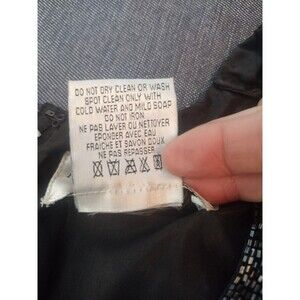 DO NOT DRY CLEAN OR WASH
SPOT CLEAN ONLY WITH
COLD WATER AND MILD SOAP
DO NOT IRON
NE PAS LAVER OU NETTOYER
EPONDER AVEC EAU
FRAICHE ET SAVON DOUX
NE PAS REPASSER